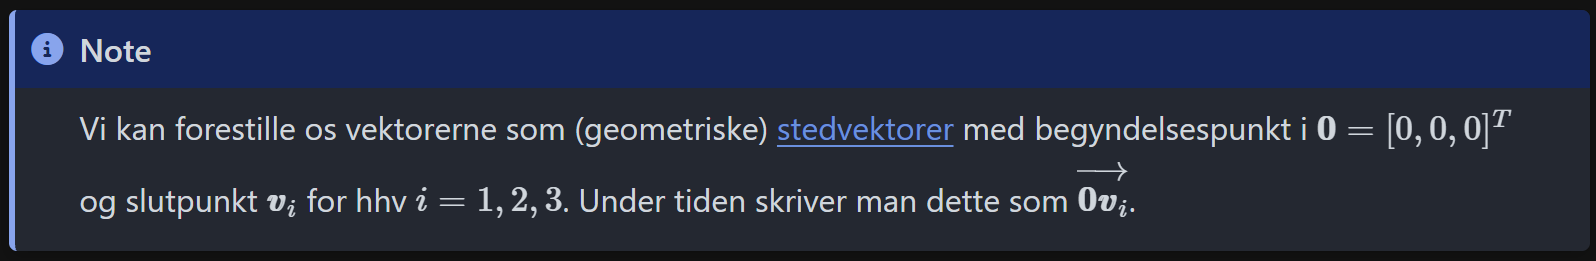 Note
Vi kan forestille os vektorerne som (geometriske) stedvektorer med begyndelsespunkt i $\mathbf{0} = [0, 0, 0]^T$
og slutpunkt $\boldsymbol{v}_i$ for hhv $i = 1, 2, 3$. Under tiden skriver man dette som $\overrightarrow{\mathbf{0}\boldsymbol{v}_i}$.